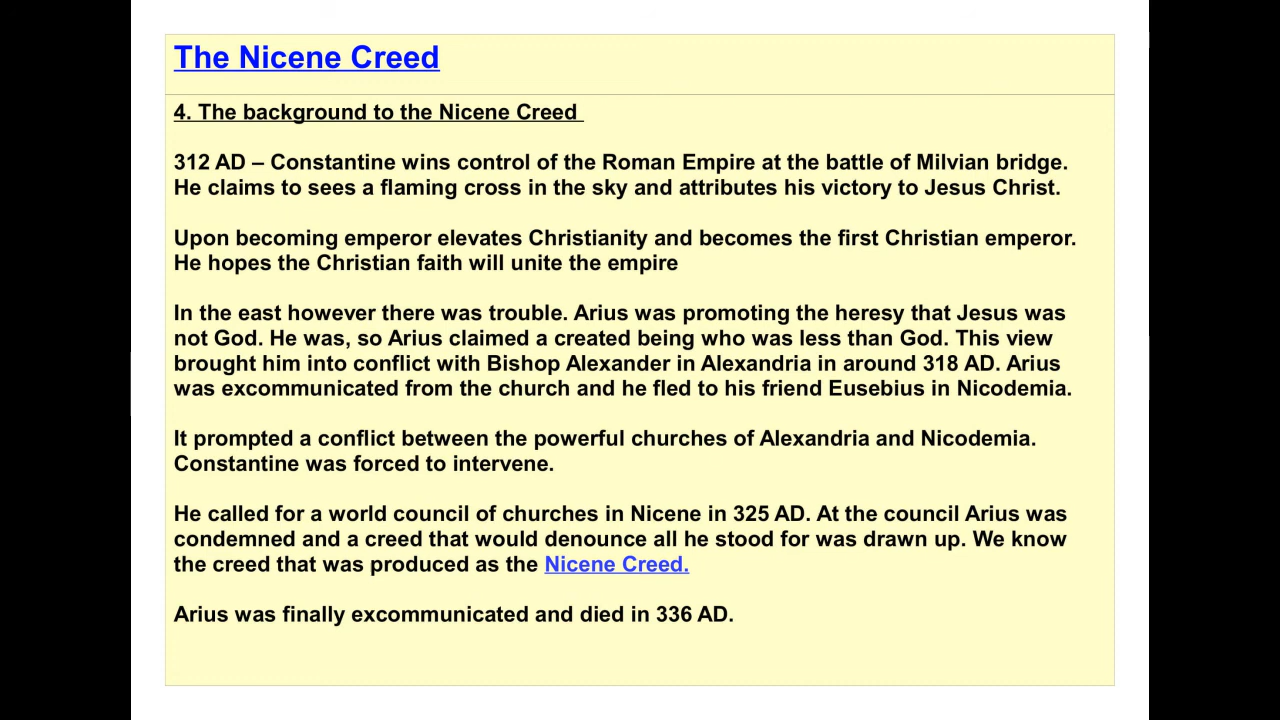 The Nicene Creed
4. The background to the Nicene Creed
312 AD – Constantine wins control of the Roman Empire at the battle of Milvian bridge.
He claims to sees a flaming cross in the sky and attributes his victory to Jesus Christ.
Upon becoming emperor elevates Christianity and becomes the first Christian emperor.
He hopes the Christian faith will unite the empire
In the east however there was trouble. Arius was promoting the heresy that Jesus was
not God. He was, so Arius claimed a created being who was less than God. This view
brought him into conflict with Bishop Alexander in Alexandria in around 318 AD. Arius
was excommunicated from the church and he fled to his friend Eusebius in Nicodemia.
It prompted a conflict between the powerful churches of Alexandria and Nicodemia.
Constantine was forced to intervene.
He called for a world council of churches in Nicene in 325 AD. At the council Arius was
condemned and a creed that would denounce all he stood for was drawn up. We know
the creed that was produced as the Nicene Creed.
Arius was finally excommunicated and died in 336 AD.